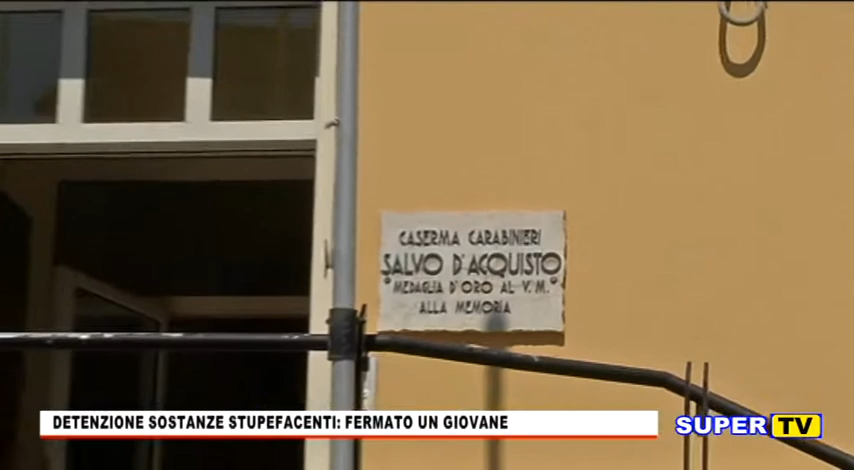 CASERMA CARABINIERI
SALVO D'ACQUISTO
MEDAGLIA D'ORO AL V.M.
ALLA MEMORIA
DETENZIONE SOSTANZE STUPEFACENTI: FERMATO UN GIOVANE
SUPER TV